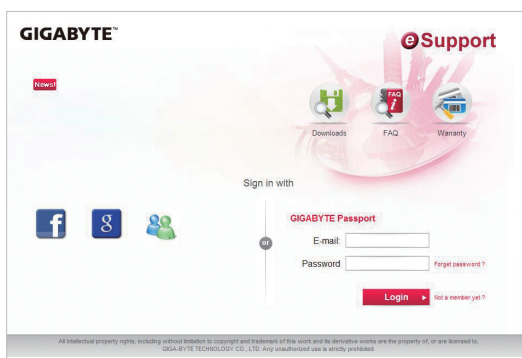 GIGABYTE™
eSupport
News!
FAQ
Downloads
FAQ
Warranty
Sign in with
f
g
or
GIGABYTE Passport
E-mail:
Password
Forget password ?
Login
Not a member yet ?
All intellectual property rights, including without limitation to copyright and trademark of this work and its derivative works are the property of, or are licensed to,
GIGA-BYTE TECHNOLOGY CO., LTD. Any unauthorized use is strictly prohibited.